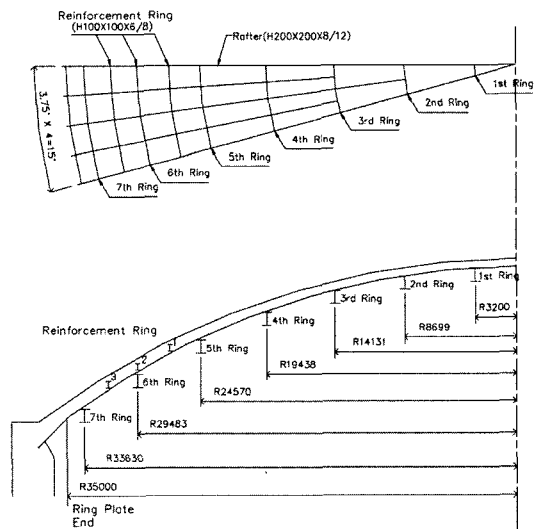 Reinforcement Ring
(H100X100X6/8)
Rafter(H200X200X8/12)
1st Ring
2nd Ring
3rd Ring
4th Ring
5th Ring
6th Ring
7th Ring
3.75° X 4=15°
1st Ring
R3200
2nd Ring
R8699
3rd Ring
R14131
4th Ring
R19438
Reinforcement Ring
1
5th Ring
R24570
2
3
6th Ring
R29483
7th Ring
R33630
R35000
Ring Plate
End